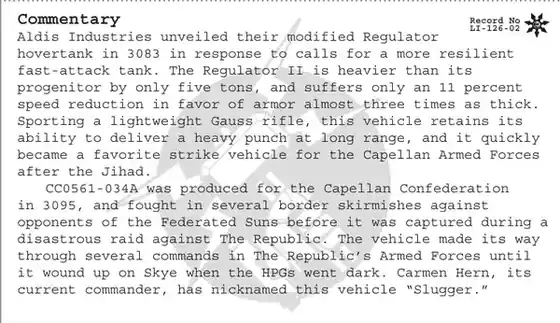 Commentary
Record No
LI-126-02
Aldis Industries unveiled their modified Regulator
hovertank in 3083 in response to calls for a more resilient
fast-attack tank. The Regulator II is heavier than its
progenitor by only five tons, and suffers only an 11 percent
speed reduction in favor of armor almost three times as thick.
Sporting a lightweight Gauss rifle, this vehicle retains its
ability to deliver a heavy punch at long range, and it quickly
became a favorite strike vehicle for the Capellan Armed Forces
after the Jihad.
CC0561-034A was produced for the Capellan Confederation
in 3095, and fought in several border skirmishes against
opponents of the Federated Suns before it was captured during a
disastrous raid against The Republic. The vehicle made its way
through several commands in The Republic's Armed Forces until
it wound up on Skye when the HPGs went dark. Carmen Hern, its
current commander, has nicknamed this vehicle “Slugger.”